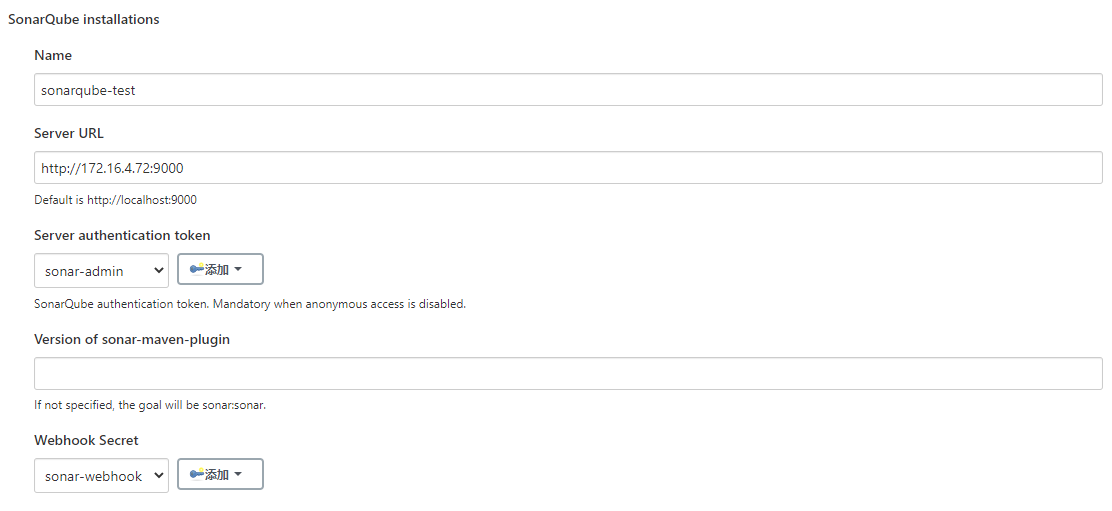 SonarQube installations
Name
sonarqube-test
Server URL
http://172.16.4.72:9000
Default is http://localhost:9000
Server authentication token
sonar-admin
添加
SonarQube authentication token. Mandatory when anonymous access is disabled.
Version of sonar-maven-plugin
If not specified, the goal will be sonar:sonar.
Webhook Secret
sonar-webhook
添加